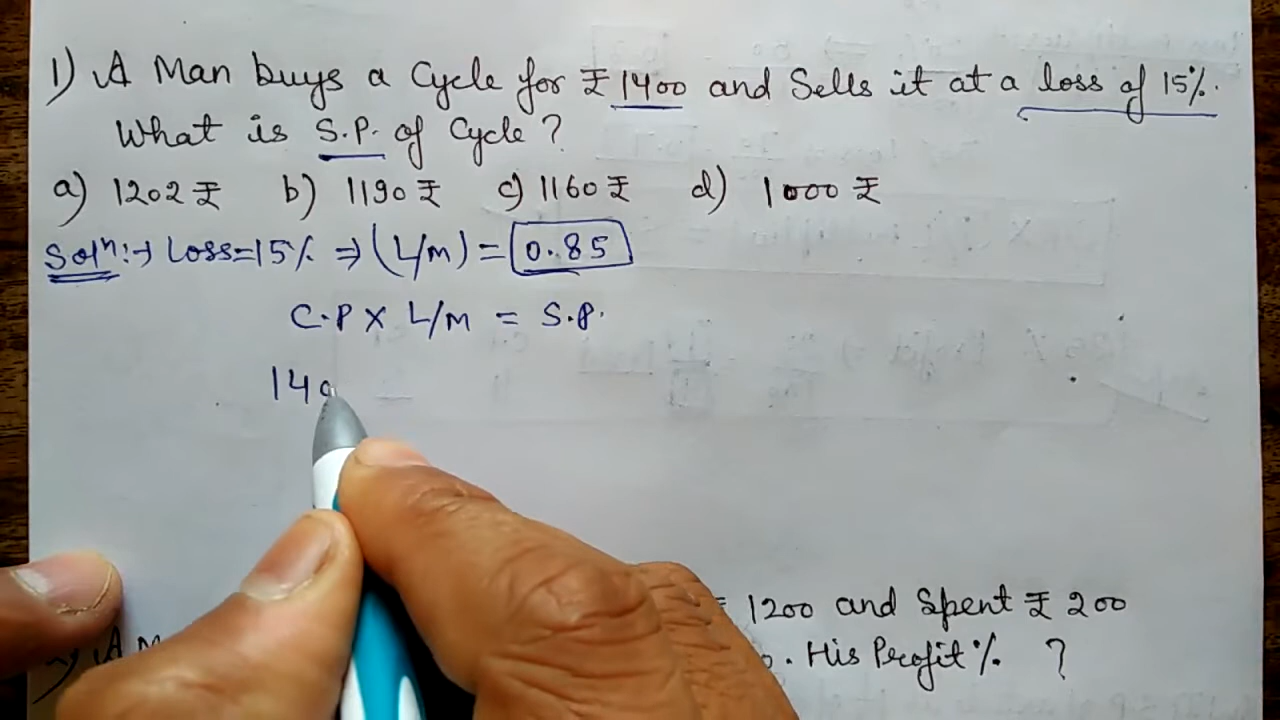 1) A Man buys a Cycle for ₹ 1400 and Sells it at a loss of 15%.
What is S.P. of Cycle ?
a) 1202 ₹ b) 1190 ₹ c) 1160 ₹ d) 1000 ₹
Solⁿ:→ Loss=15% ⇒ (L/M) = 0.85
C.P X L/M = S.P.
140
1200 and Spent ₹ 200
A M . His Profit % ?